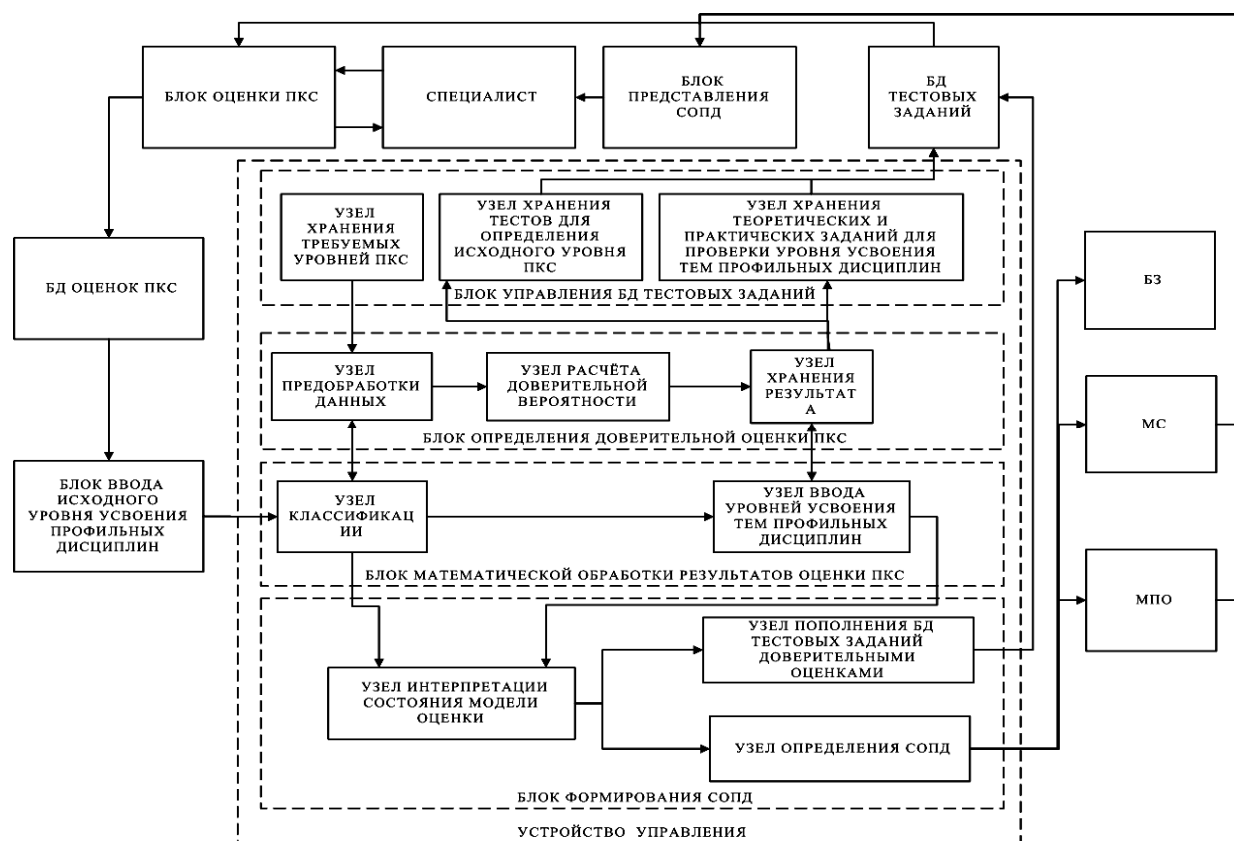 БЛОК ОЦЕНКИ ПКС
СПЕЦИАЛИСТ
БЛОК
ПРЕДСТАВЛЕНИЯ
СОПД
БД
ТЕСТОВЫХ
ЗАДАНИЙ
УЗЕЛ
ХРАНЕНИЯ
ТРЕБУЕМЫХ
УРОВНЕЙ ПКС
УЗЕЛ ХРАНЕНИЯ
ТЕСТОВ ДЛЯ
ОПРЕДЕЛЕНИЯ
ИСХОДНОГО УРОВНЯ
ПКС
УЗЕЛ ХРАНЕНИЯ
ТЕОРЕТИЧЕСКИХ И
ПРАКТИЧЕСКИХ ЗАДАНИЙ ДЛЯ
ПРОВЕРКИ УРОВНЯ УСВОЕНИЯ
ТЕМ ПРОФИЛЬНЫХ ДИСЦИПЛИН
БЛОК УПРАВЛЕНИЯ БД ТЕСТОВЫХ ЗАДАНИЙ
БД ОЦЕНОК ПКС
БЗ
УЗЕЛ
ПРЕДОБРАБОТКИ
ДАННЫХ
УЗЕЛ РАСЧЁТА
ДОВЕРИТЕЛЬНОЙ
ВЕРОЯТНОСТИ
УЗЕЛ
ХРАНЕНИЯ
РЕЗУЛЬТАТ
А
БЛОК ОПРЕДЕЛЕНИЯ ДОВЕРИТЕЛЬНОЙ ОЦЕНКИ ПКС
МС
БЛОК ВВОДА
ИСХОДНОГО
УРОВНЯ УСВОЕНИЯ
ПРОФИЛЬНЫХ
ДИСЦИПЛИН
УЗЕЛ
КЛАССИФИКАЦ
ИИ
УЗЕЛ ВВОДА
УРОВНЕЙ УСВОЕНИЯ
ТЕМ ПРОФИЛЬНЫХ
ДИСЦИПЛИН
БЛОК МАТЕМАТИЧЕСКОЙ ОБРАБОТКИ РЕЗУЛЬТАТОВ ОЦЕНКИ ПКС
МПО
УЗЕЛ ПОПОЛНЕНИЯ БД
ТЕСТОВЫХ ЗАДАНИЙ
ДОВЕРИТЕЛЬНЫМИ
ОЦЕНКАМИ
УЗЕЛ ИНТЕРПРЕТАЦИИ
СОСТОЯНИЯ МОДЕЛИ
ОЦЕНКИ
УЗЕЛ ОПРЕДЕЛЕНИЯ СОПД
БЛОК ФОРМИРОВАНИЯ СОПД
УСТРОЙСТВО УПРАВЛЕНИЯ